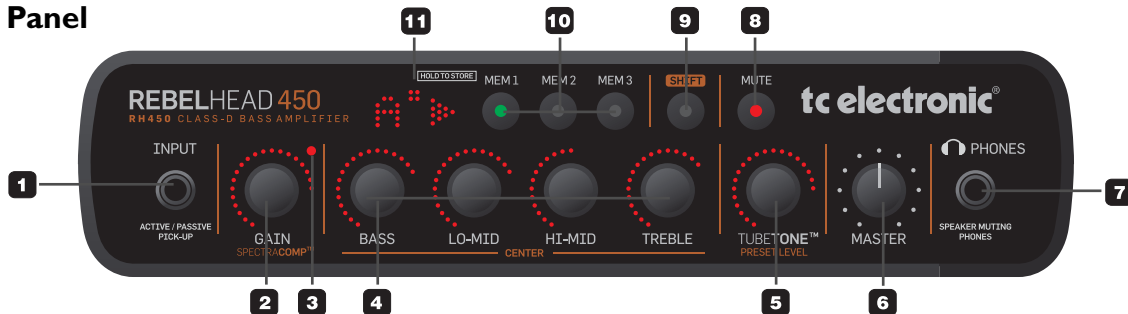 Panel
11
10
9
8
HOLD TO STORE
MEM 1
MEM 2
MEM 3
SHIFT
MUTE
REBELHEAD 450
RH450 CLASS-D BASS AMPLIFIER
A#
tc electronic®
INPUT
PHONES
1
7
ACTIVE / PASSIVE
PICK-UP
GAIN
SPECTRACOMP™
BASS
LO-MID
HI-MID
TREBLE
CENTER
TUBETONE™
PRESET LEVEL
MASTER
SPEAKER MUTING
PHONES
2
3
4
5
6